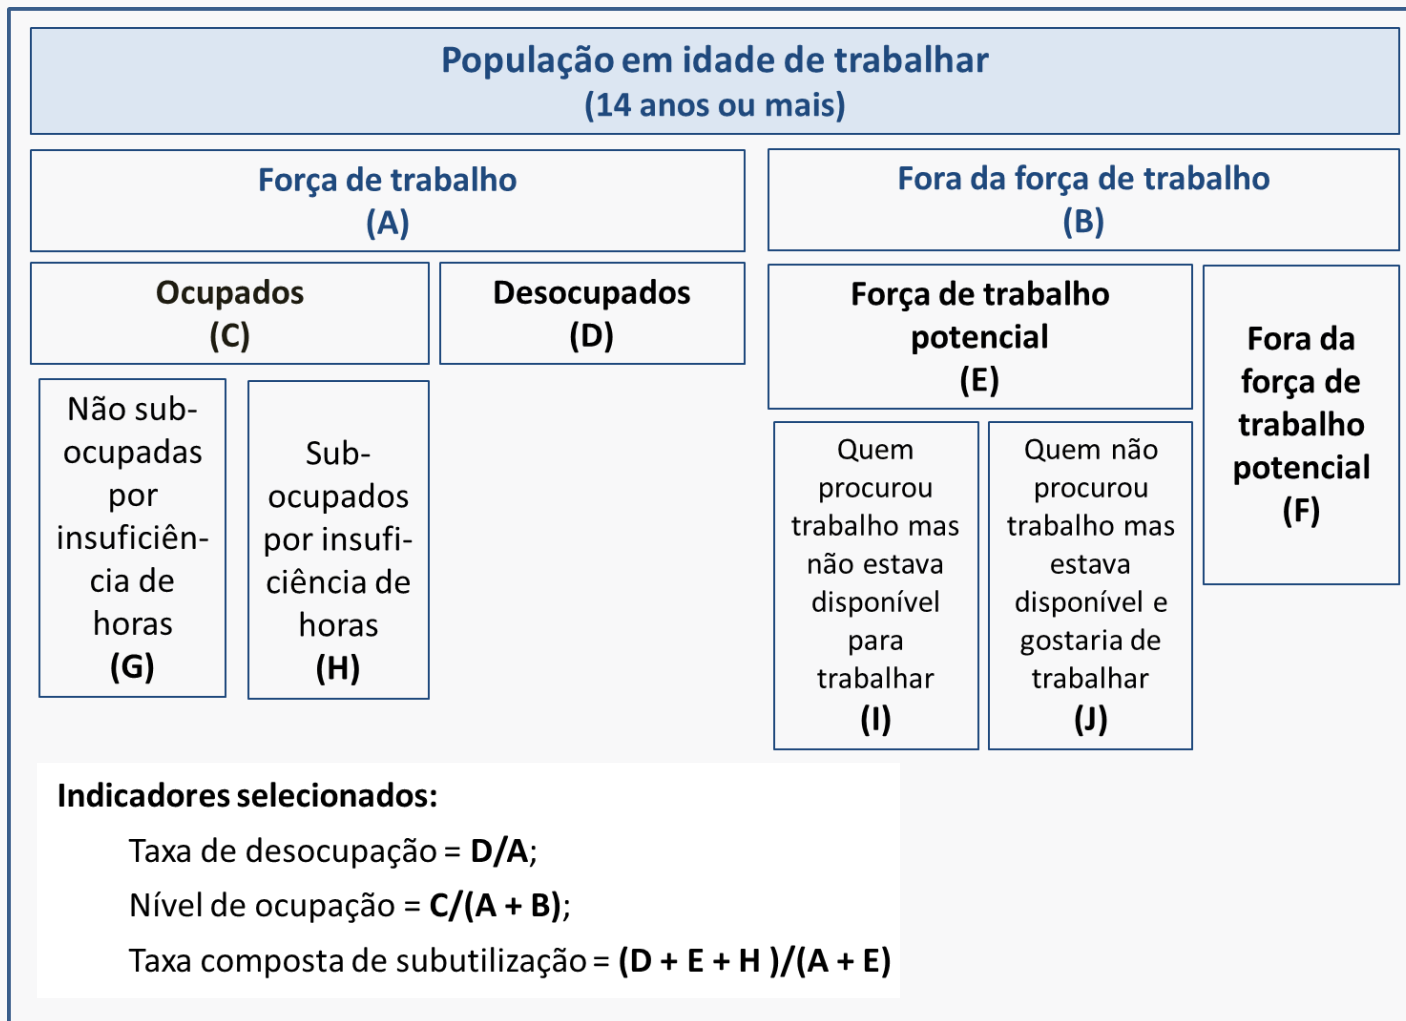 População em idade de trabalhar
(14 anos ou mais)
Força de trabalho
(A)
Fora da força de trabalho
(B)
Ocupados
(C)
Desocupados
(D)
Força de trabalho
potencial
(E)
Fora da
força de
trabalho
potencial
(F)
Não sub-
ocupadas
por
insuficiên-
cia de
horas
(G)
Sub-
ocupados
por insufi-
ciência de
horas
(H)
Quem
procurou
trabalho mas
não estava
disponível
para
trabalhar
(I)
Quem não
procurou
trabalho mas
estava
disponível e
gostaria de
trabalhar
(J)
Indicadores selecionados:
Taxa de desocupação = D/A;
Nível de ocupação = C/(A + B);
Taxa composta de subutilização = (D + E + H )/(A + E)